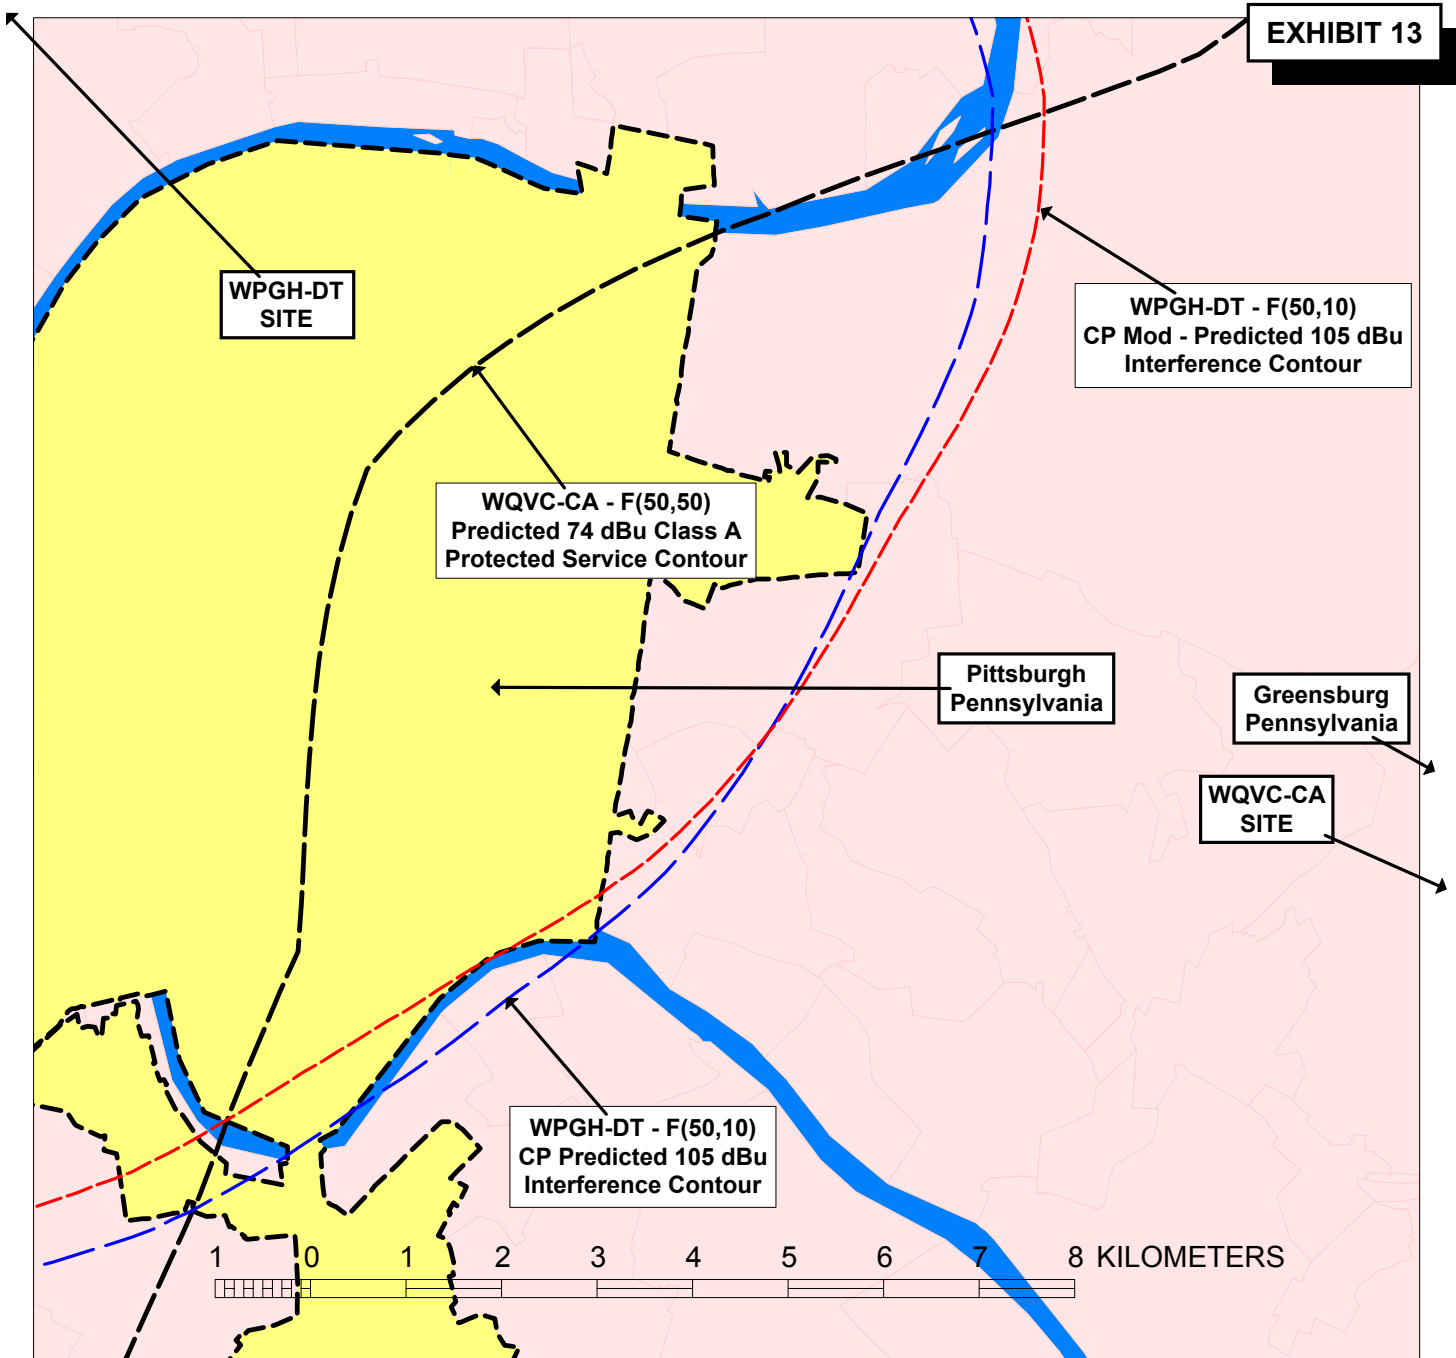 EXHIBIT 13
WPGH-DT
SITE
WPGH-DT - F(50,10)
CP Mod - Predicted 105 dBu
Interference Contour
WQVC-CA - F(50,50)
Predicted 74 dBu Class A
Protected Service Contour
Pittsburgh
Pennsylvania
Greensburg
Pennsylvania
WQVC-CA
SITE
WPGH-DT - F(50,10)
CP Predicted 105 dBu
Interference Contour
1 0 1 2 3 4 5 6 7 8 KILOMETERS